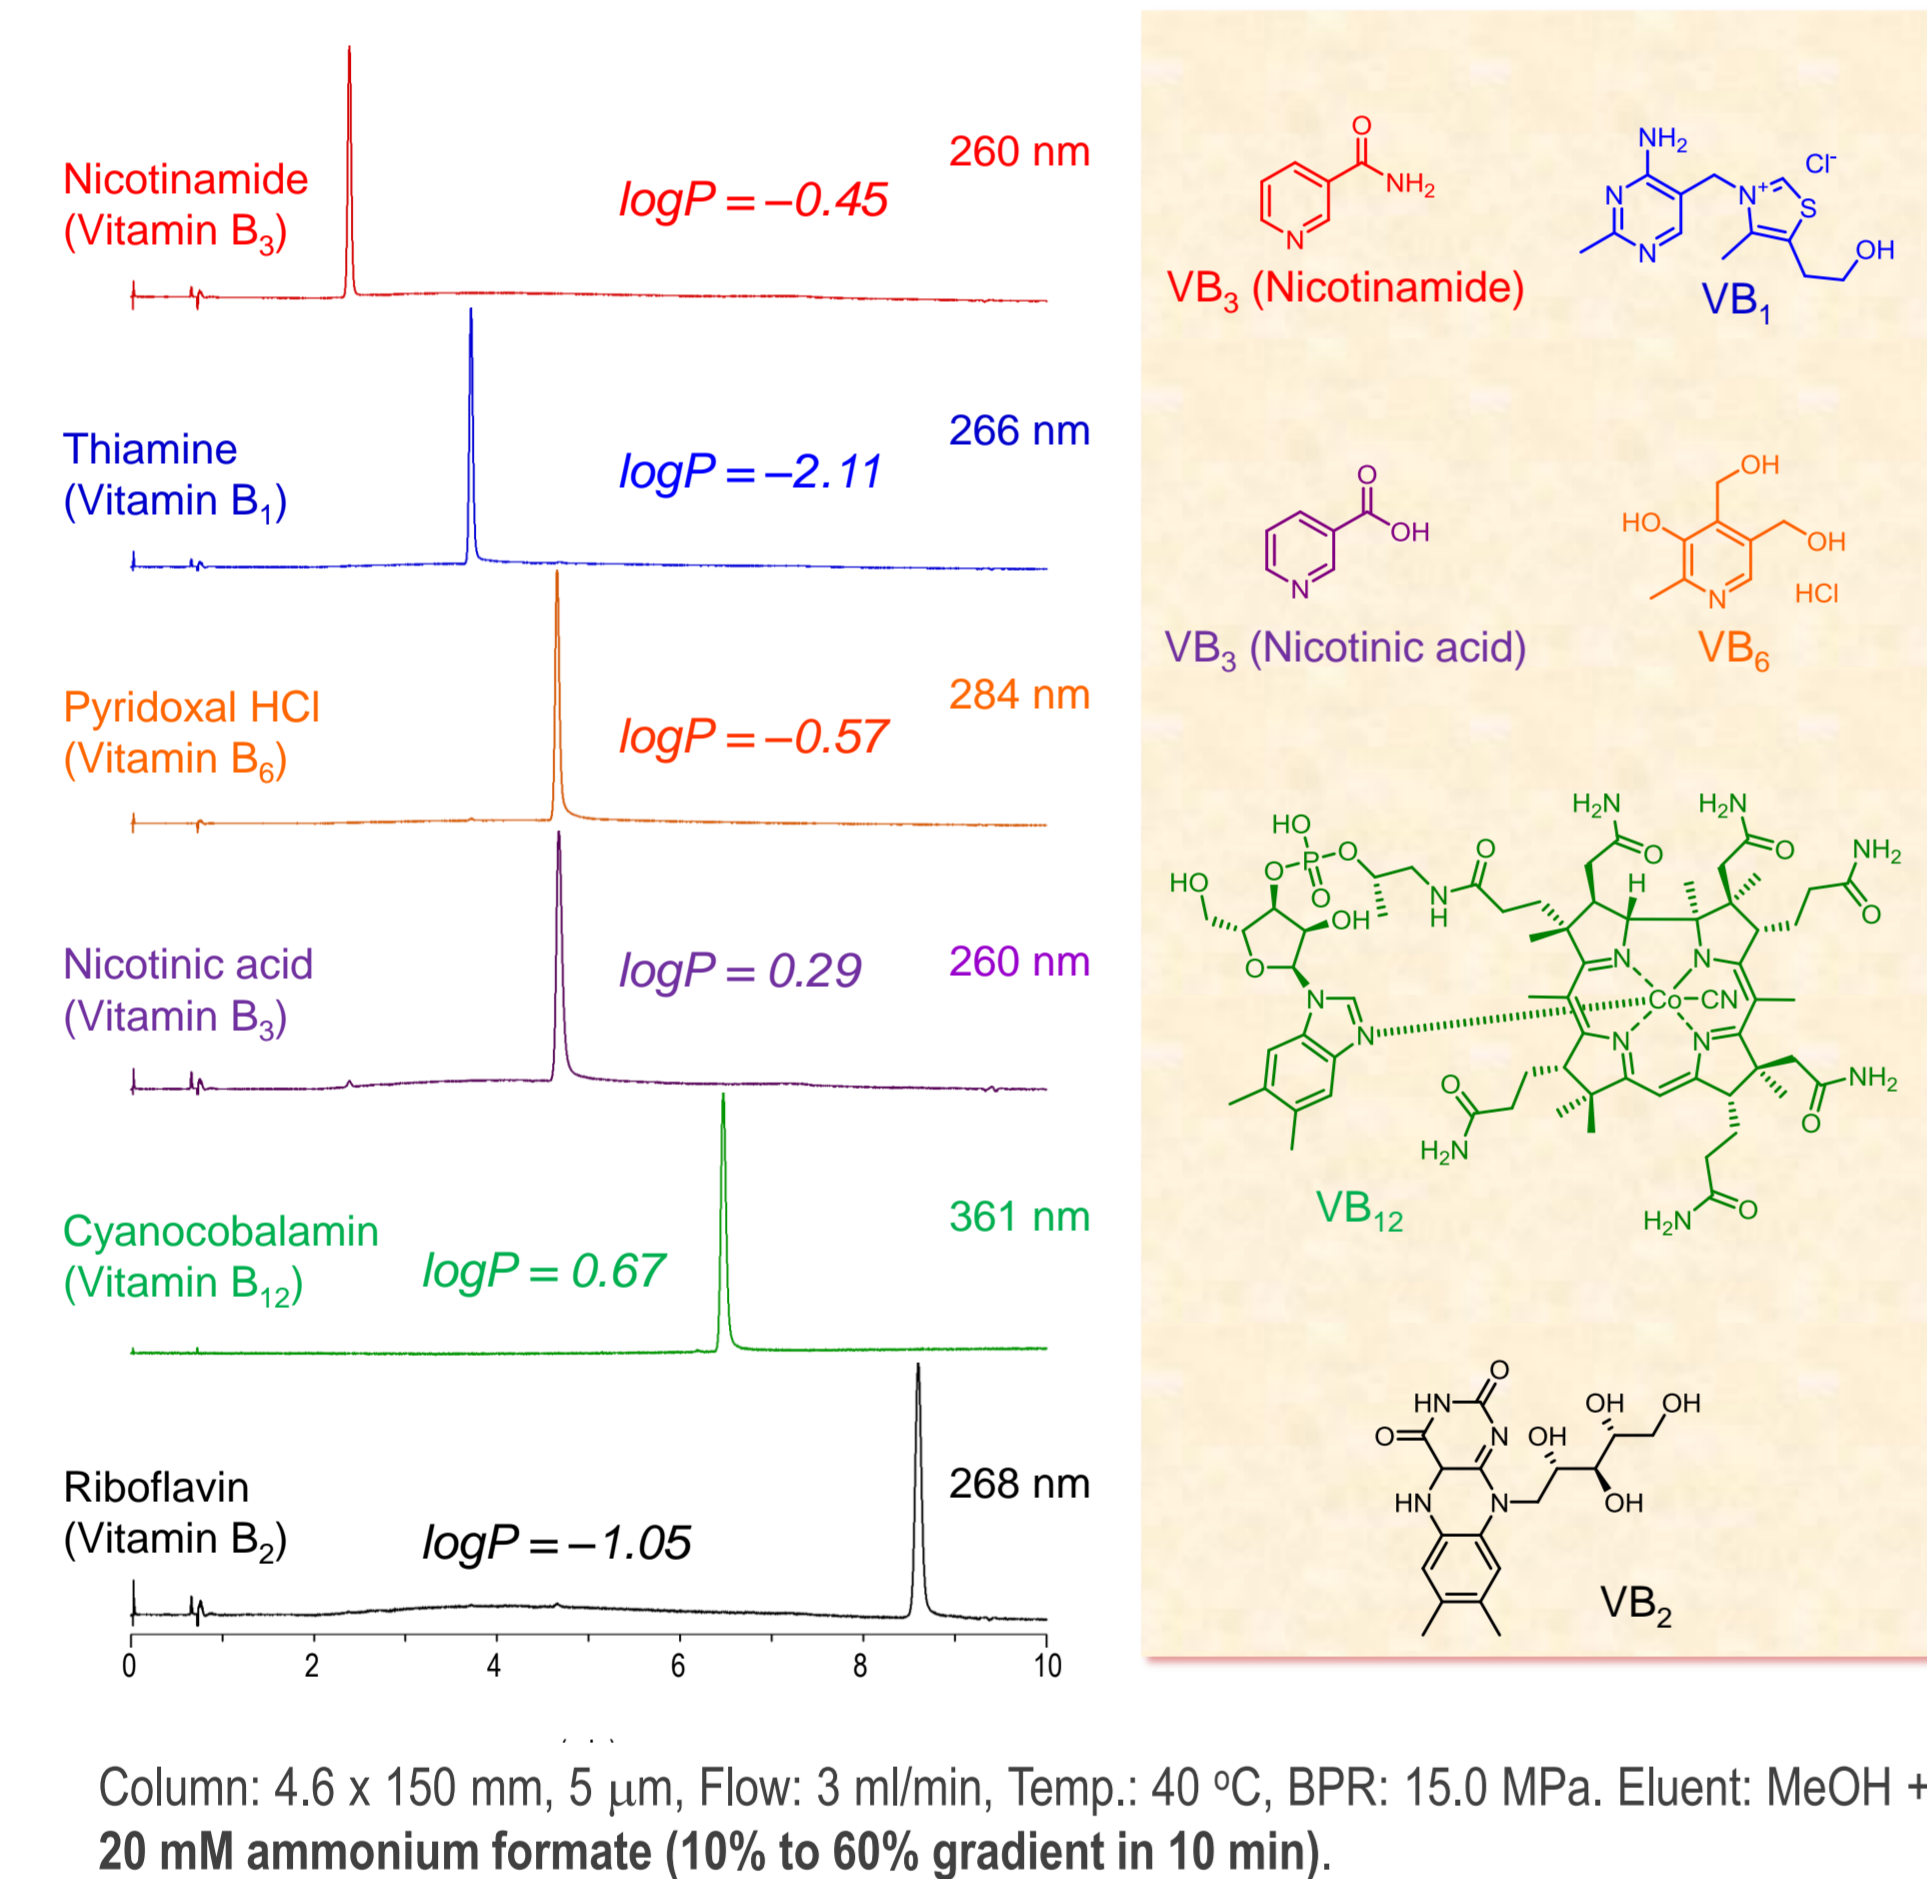 Nicotinamide
(Vitamin B₃)
logP = −0.45
260 nm
Thiamine
(Vitamin B₁)
logP = −2.11
266 nm
Pyridoxal HCl
(Vitamin B₆)
logP = −0.57
284 nm
Nicotinic acid
(Vitamin B₃)
logP = 0.29
260 nm
Cyanocobalamin
(Vitamin B₁₂)
logP = 0.67
361 nm
Riboflavin
(Vitamin B₂)
logP = −1.05
268 nm
0 2 4 6 8 10
O
NH₂
N
VB₃ (Nicotinamide)
NH₂
Cl⁻
N
N⁺
S
N
OH
VB₁
O
OH
N
VB₃ (Nicotinic acid)
OH
HO
OH
N
HCl
VB₆
H₂N
H₂N
HO
O
O
O
NH₂
P
O
O
HO
H
O
N
H
O
OH
O
N
N
N
Co
CN
N
N
N
O
NH₂
O
H₂N
O
H₂N
VB₁₂
O
HN
OH
OH
O
N
OH
HN
N
OH
VB₂
Column: 4.6 x 150 mm, 5 μm, Flow: 3 ml/min, Temp.: 40 ºC, BPR: 15.0 MPa. Eluent: MeOH +
20 mM ammonium formate (10% to 60% gradient in 10 min).